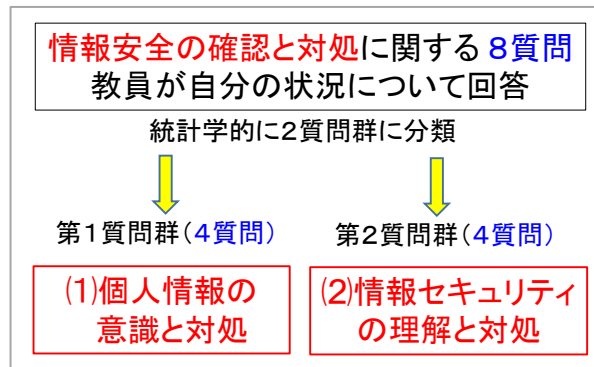 情報安全の確認と対処に関する８質問
教員が自分の状況について回答
統計学的に２質問群に分類
第１質問群（４質問）
第２質問群（４質問）
⑴個人情報の
意識と対処
⑵情報セキュリティ
の理解と対処